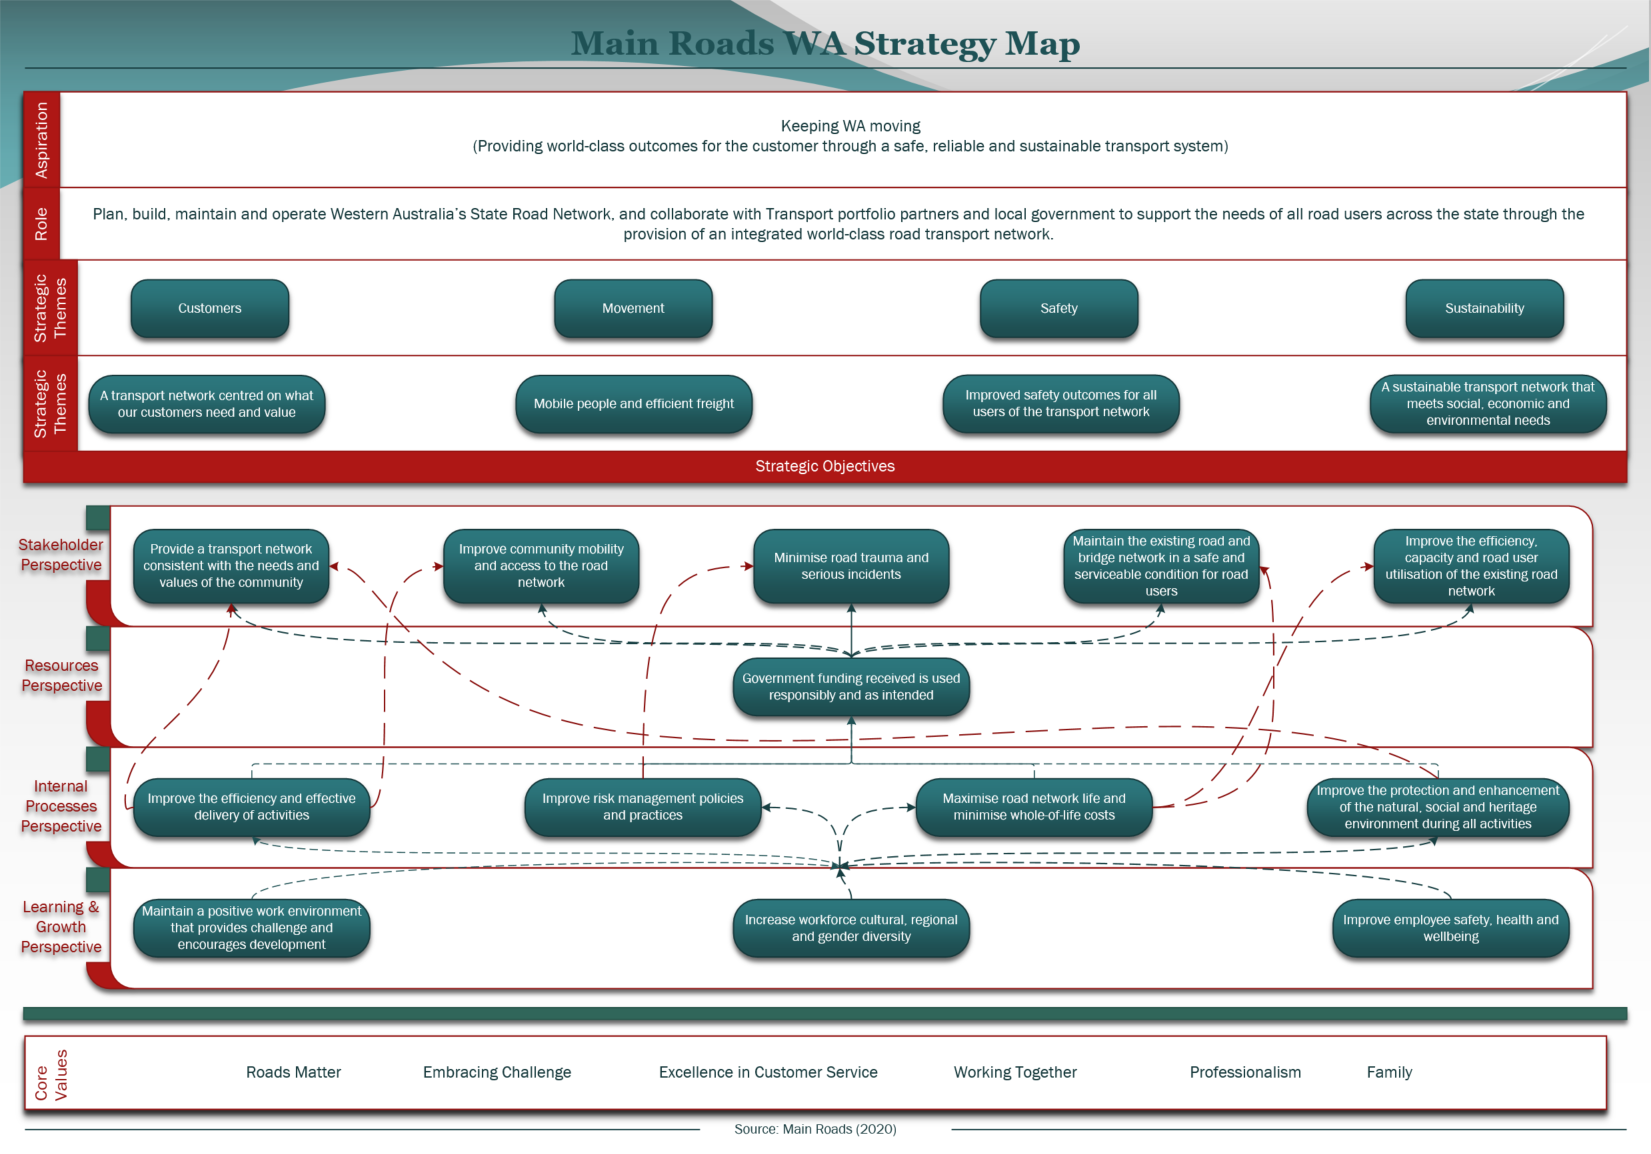 Main Roads WA Strategy Map
Aspiration
Keeping WA moving
(Providing world-class outcomes for the customer through a safe, reliable and sustainable transport system)
Role
Plan, build, maintain and operate Western Australia's State Road Network, and collaborate with Transport portfolio partners and local government to support the needs of all road users across the state through the
provision of an integrated world-class road transport network.
Strategic
Themes
Customers
Movement
Safety
Sustainability
Strategic
Themes
A transport network centred on what
our customers need and value
Mobile people and efficient freight
Improved safety outcomes for all
users of the transport network
A sustainable transport network that
meets social, economic and
environmental needs
Strategic Objectives
Stakeholder
Perspective
Provide a transport network
consistent with the needs and
values of the community
Improve community mobility
and access to the road
network
Minimise road trauma and
serious incidents
Maintain the existing road and
bridge network in a safe and
serviceable condition for road
users
Improve the efficiency,
capacity and road user
utilisation of the existing road
network
Resources
Perspective
Government funding received is used
responsibly and as intended
Internal
Processes
Perspective
Improve the efficiency and effective
delivery of activities
Improve risk management policies
and practices
Maximise road network life and
minimise whole-of-life costs
Improve the protection and enhancement
of the natural, social and heritage
environment during all activities
Learning &
Growth
Perspective
Maintain a positive work environment
that provides challenge and
encourages development
Increase workforce cultural, regional
and gender diversity
Improve employee safety, health and
wellbeing
Core
Values
Roads Matter
Embracing Challenge
Excellence in Customer Service
Working Together
Professionalism
Family
Source: Main Roads (2020)